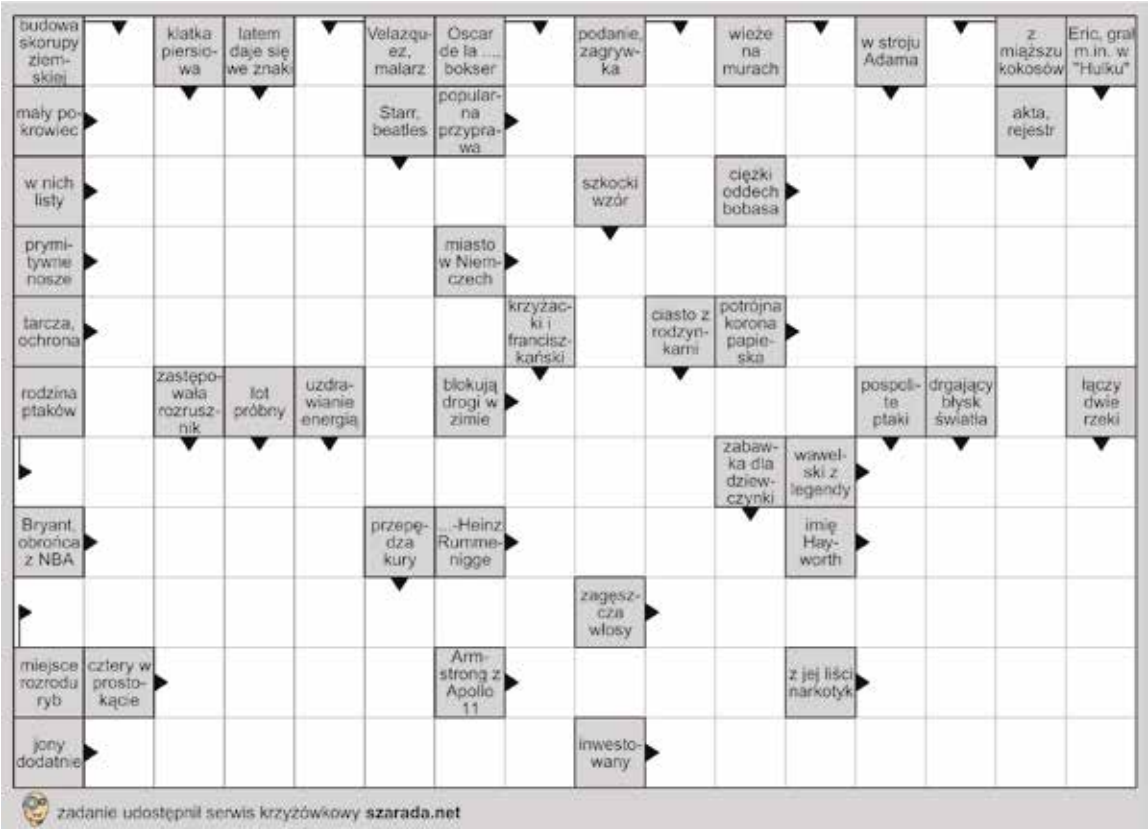 budowa
skorupy
ziem-
skiej
klatka
piersio-
wa
latem
daje się
we znaki
Velazqu-
ez,
malarz
Oscar
de la ....
bokser
podanie,
zagryw-
ka
wieże
na
murach
w stroju
Adama
z
miąższu
kokosów
Eric, grał
m.in. w
"Hulku"
mały po-
krowiec
Starr,
beatles
popular-
na
przypra-
wa
akta,
rejestr
w nich
listy
szkocki
wzór
ciężki
oddech
bobasa
prymi-
tywne
nosze
miasto
w Niem-
czech
tarcza,
ochrona
krzyżac-
ki i
francisz-
kański
ciasto z
rodzyn-
kami
potrójna
korona
papie-
ska
rodzina
ptaków
zastępo-
wała
rozrusz-
nik
lot
próbny
uzdra-
wianie
energią
blokują
drogi w
zimie
pospoli-
te
ptaki
drgający
błysk
światła
łączy
dwie
rzeki
zabaw-
ka dla
dziew-
czynki
wawel-
ski z
legendy
Bryant,
obrońca
z NBA
przepę-
dza
kury
...-Heinz
Rumme-
nigge
imię
Hay-
worth
zagęsz-
cza
włosy
miejsce
rozrodu
ryb
cztery w
prosto-
kącie
Arm-
strong z
Apollo
11
z jej liści
narkotyk
jony
dodatnie
inwesto-
wany
zadanie udostępnił serwis krzyżówkowy szarada.net